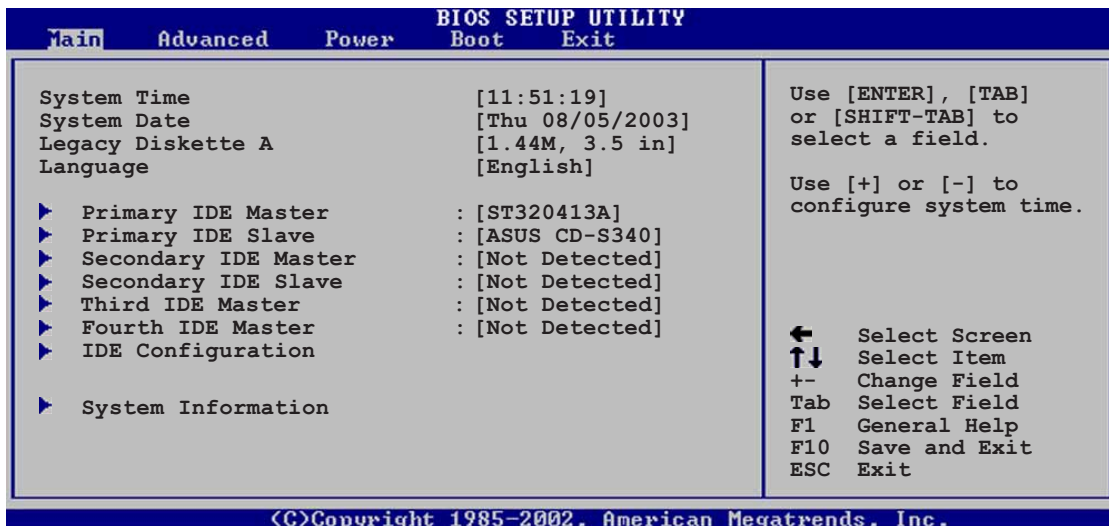 BIOS SETUP UTILITY
Main Advanced Power Boot Exit
System Time [11:51:19]
System Date [Thu 08/05/2003]
Legacy Diskette A [1.44M, 3.5 in]
Language [English]
Primary IDE Master : [ST320413A]
Primary IDE Slave : [ASUS CD-S340]
Secondary IDE Master : [Not Detected]
Secondary IDE Slave : [Not Detected]
Third IDE Master : [Not Detected]
Fourth IDE Master : [Not Detected]
IDE Configuration
System Information
Use [ENTER], [TAB]
or [SHIFT-TAB] to
select a field.
Use [+] or [-] to
configure system time.
← Select Screen
↑↓ Select Item
+- Change Field
Tab Select Field
F1 General Help
F10 Save and Exit
ESC Exit
(C)Copyright 1985-2002, American Megatrends, Inc.